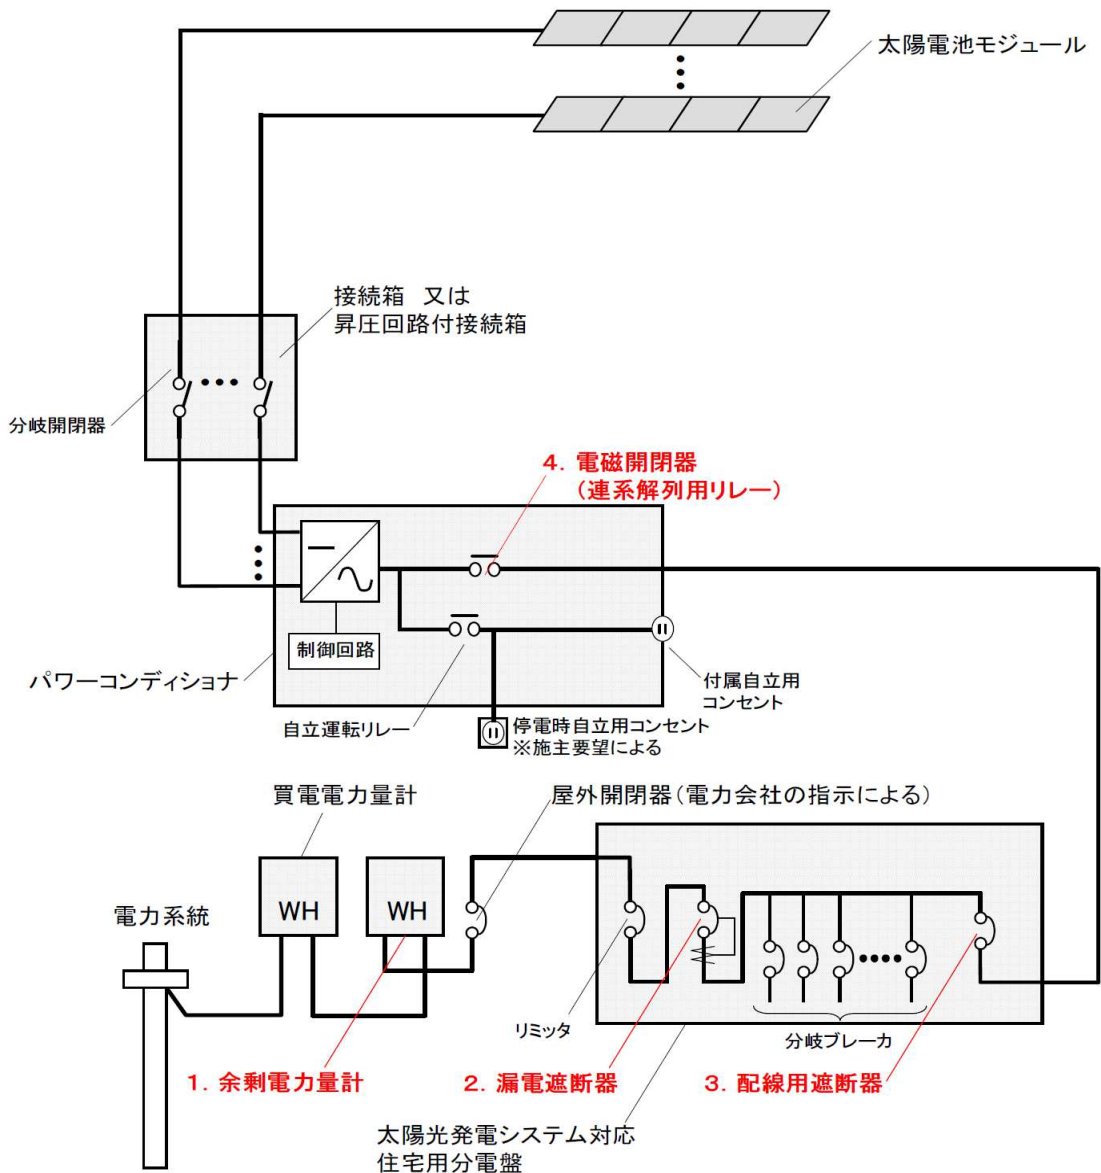 太陽電池モジュール
接続箱 又は
昇圧回路付接続箱
分岐開閉器
4. 電磁開閉器
(連系解列用リレー)
制御回路
パワーコンディショナ
付属自立用
コンセント
自立運転リレー
停電時自立用コンセント
※施主要望による
買電電力量計
屋外開閉器(電力会社の指示による)
WH
WH
電力系統
リミッタ
分岐ブレーカ
1. 余剰電力量計
2. 漏電遮断器
3. 配線用遮断器
太陽光発電システム対応
住宅用分電盤